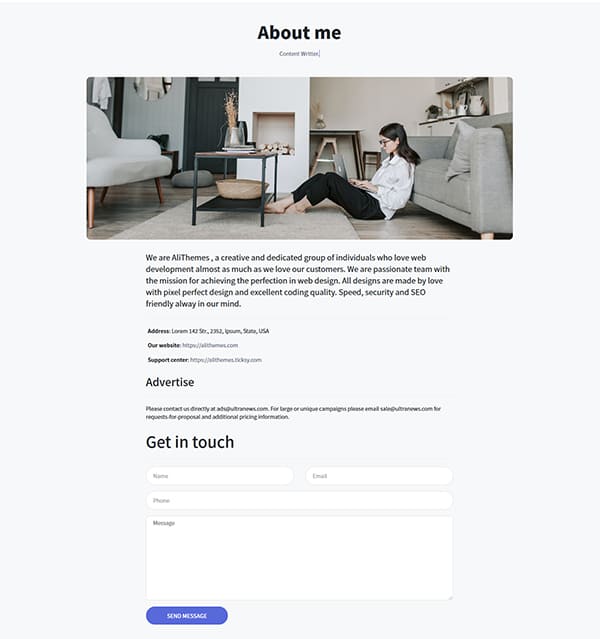 About me
Content Writter|
We are AliThemes , a creative and dedicated group of individuals who love web
development almost as much as we love our customers. We are passionate team with
the mission for achieving the perfection in web design. All designs are made by love
with pixel perfect design and excellent coding quality. Speed, security and SEO
friendly alway in our mind.
Address: Lorem 142 Str., 2352, Ipsum, State, USA
Our website: https://alithemes.com
Support center: https://alithemes.ticksy.com
Advertise
Please contact us directly at ads@ultranews.com. For large or unique campaigns please email sale@ultranews.com for
requests-for-proposal and additional pricing information.
Get in touch
Name
Email
Phone
Message
SEND MESSAGE